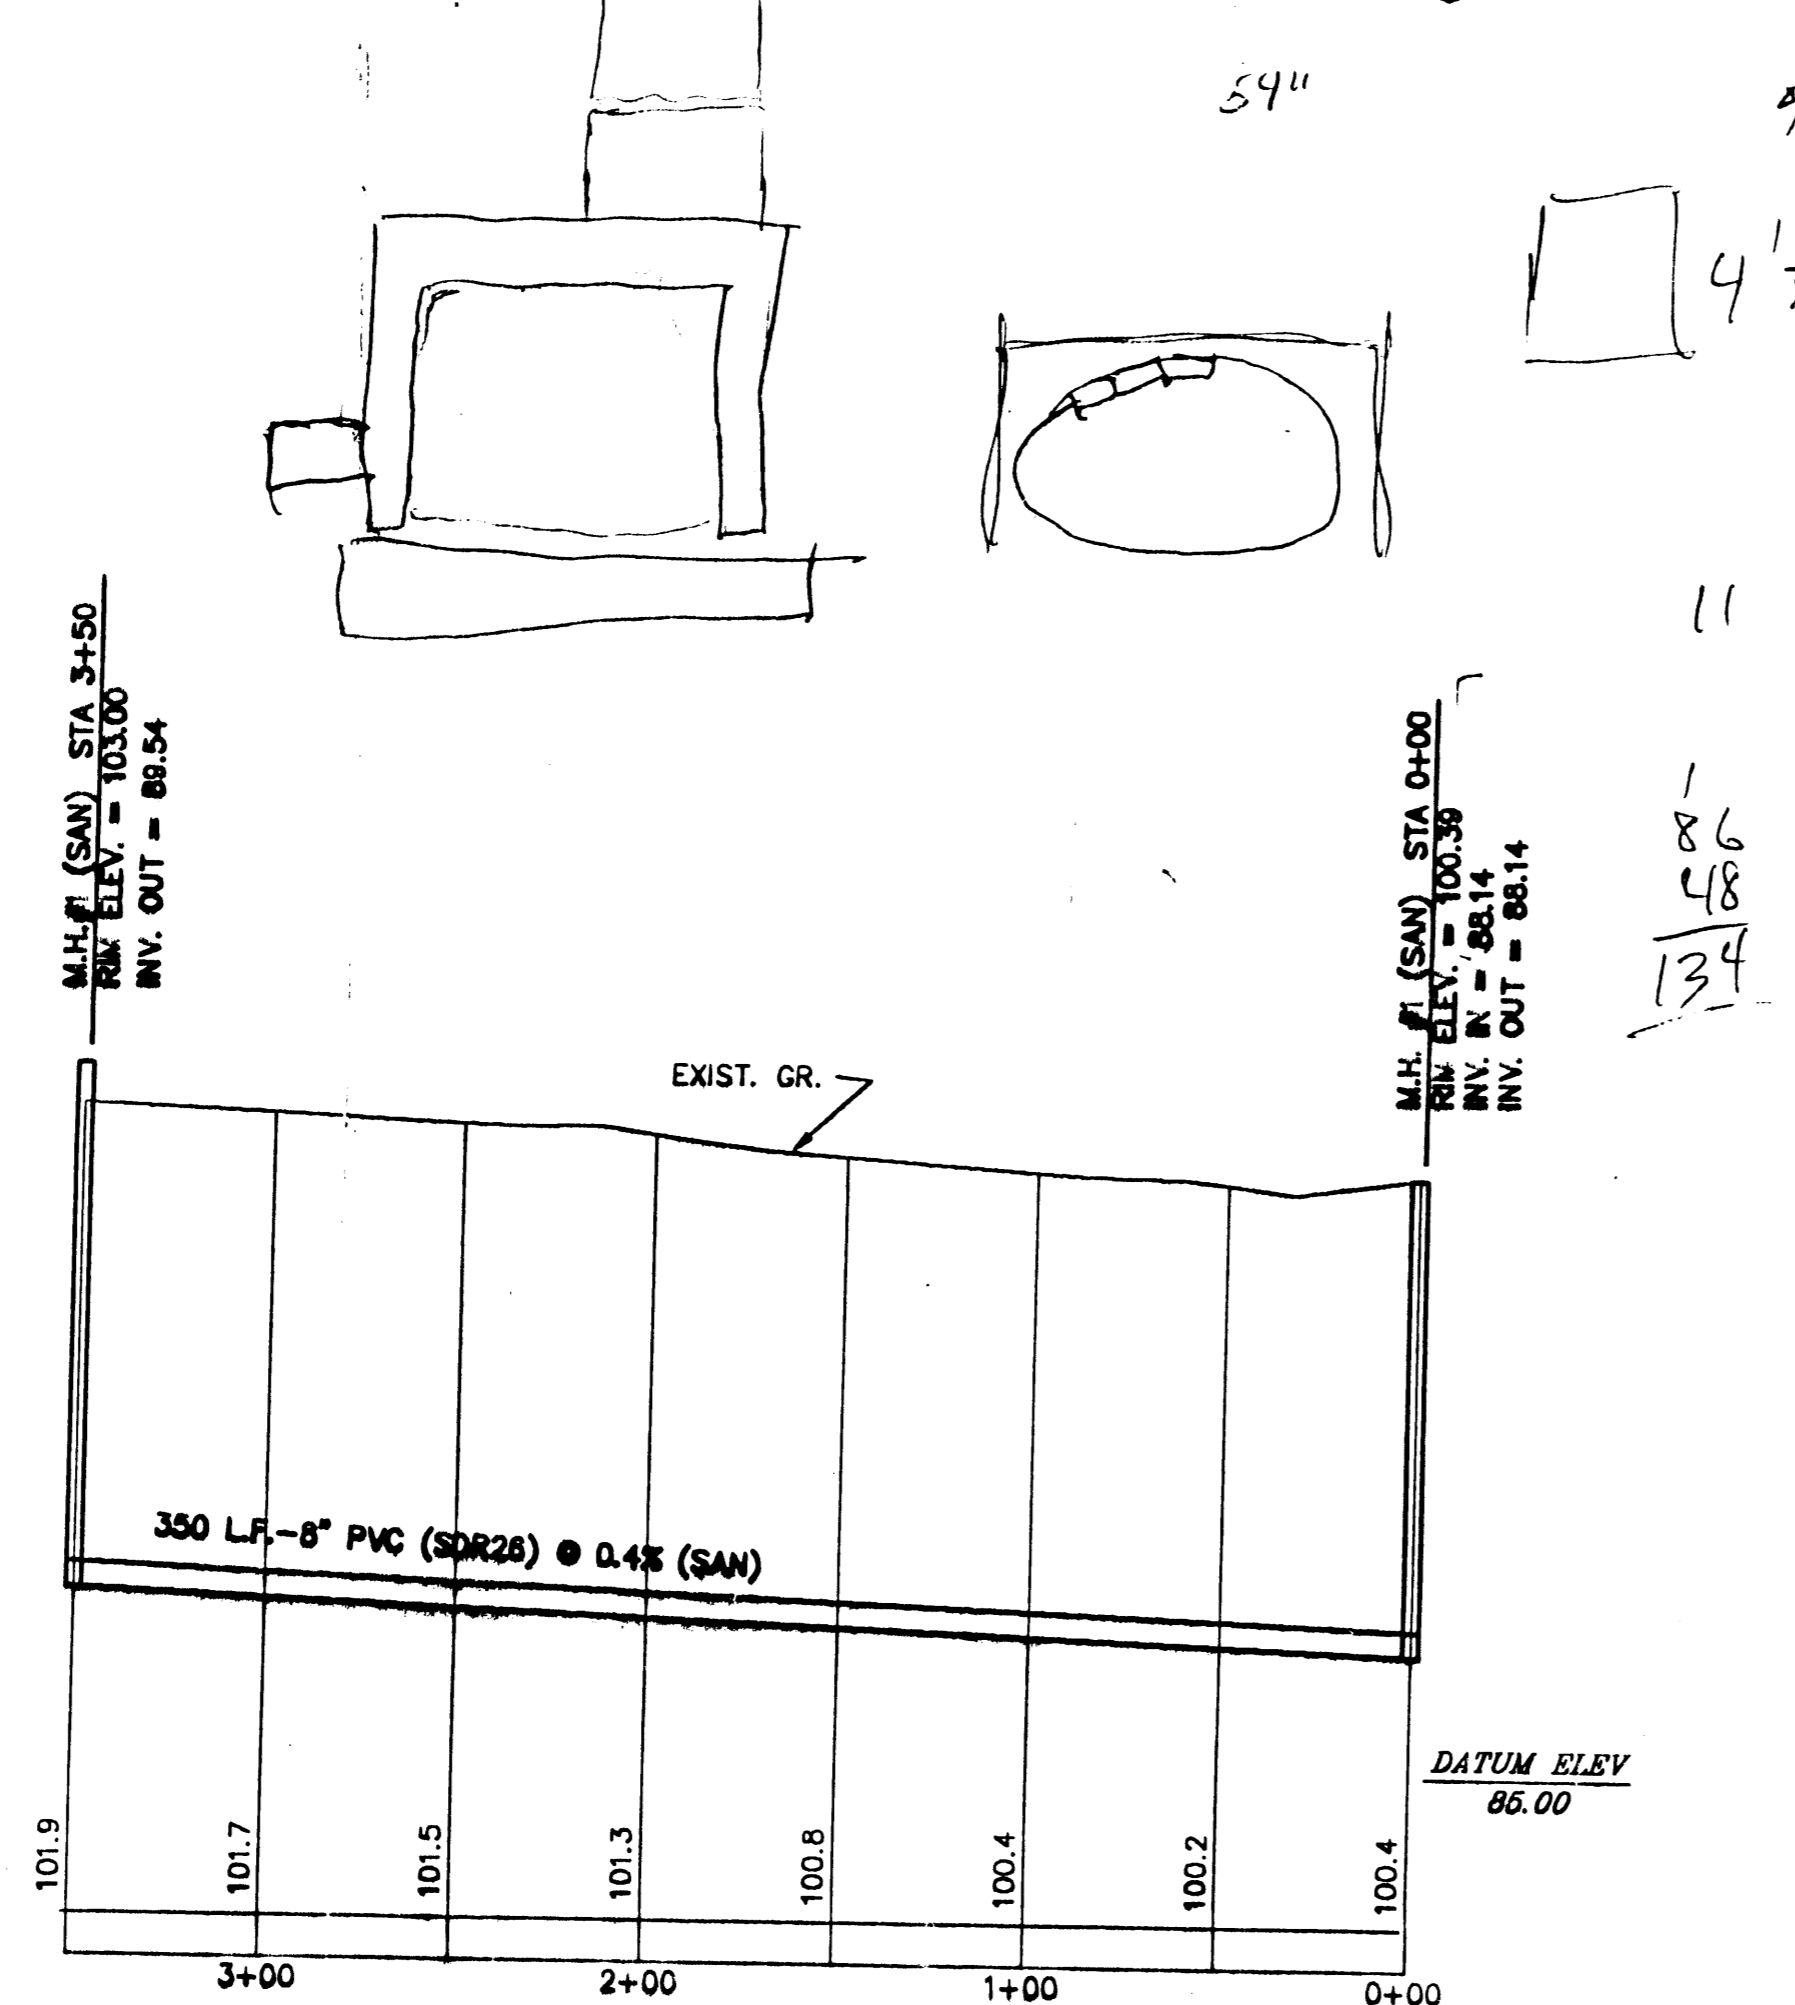 54"
4'
11
M.H.#1 (SAN) STA 3+50
RIM ELEV. = 103.00
INV. OUT = 89.54
M.H. #1 (SAN) STA 0+00
RIM ELEV. = 100.39
INV. IN = 88.14
INV. OUT = 88.14
1
86
48
134
EXIST. GR.
350 L.F.-8" PVC (SDR26) @ 0.4% (SAN)
DATUM ELEV
85.00
101.9
101.7
101.5
101.3
100.8
100.4
100.2
100.4
3+00
2+00
1+00
0+00